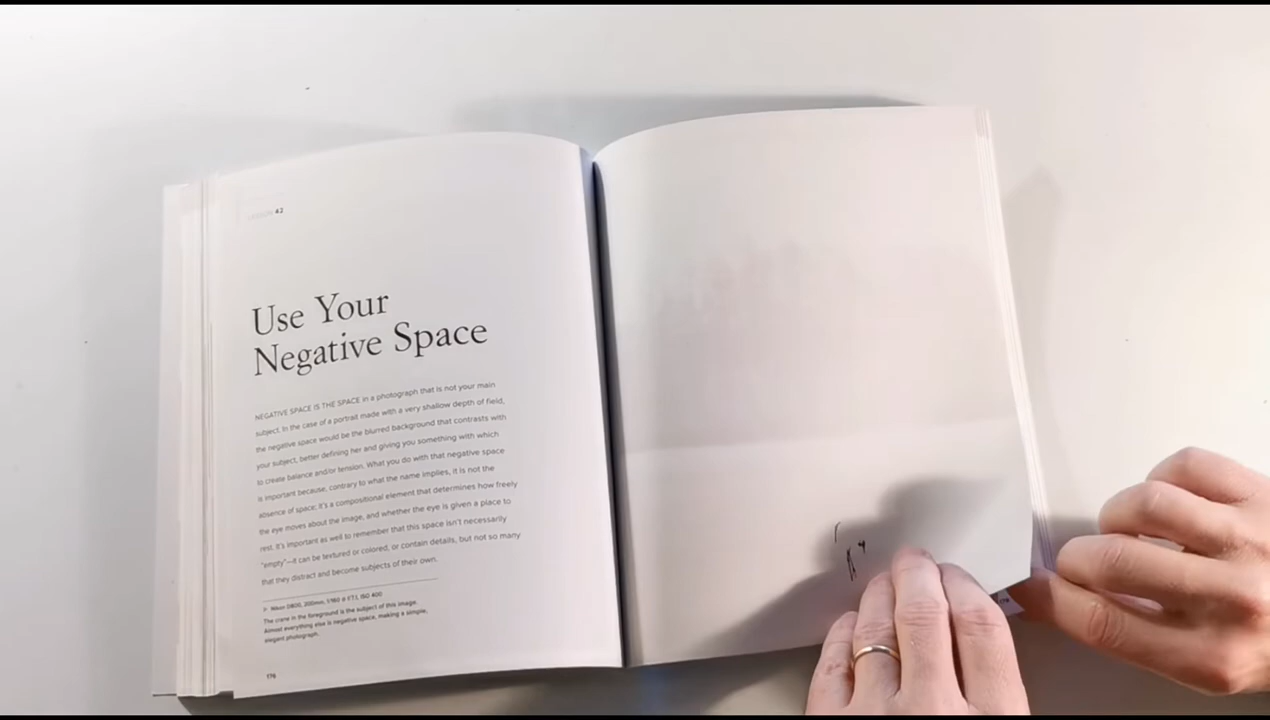 42
Use Your
Negative Space
NEGATIVE SPACE IS THE SPACE in a photograph that is not your main
subject. In the case of a portrait made with a very shallow depth of field,
the negative space would be the blurred background that contrasts with
your subject, better defining her and giving you something with which
to create balance and/or tension. What you do with that negative space
is important because, contrary to what the name implies, it is not the
absence of space; it's a compositional element that determines how freely
the eye moves about the image, and whether the eye is given a place to
rest. It's important as well to remember that this space isn't necessarily
"empty"—it can be textured or colored, or contain details, but not so many
that they distract and become subjects of their own.
Nikon D800, 200mm, ISO 400
The crane in the foreground is the subject of this image.
Almost everything else is negative space, making a simple,
elegant photograph.
176